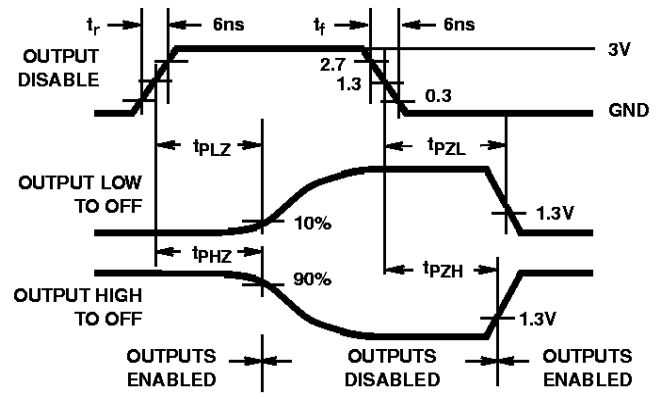 tr 6ns tf 6ns
OUTPUT
DISABLE
3V
2.7
1.3
0.3
GND
tPLZ tPZL
OUTPUT LOW
TO OFF
10%
1.3V
tPHZ tPZH
OUTPUT HIGH
TO OFF
90%
1.3V
OUTPUTS
ENABLED
OUTPUTS
DISABLED
OUTPUTS
ENABLED